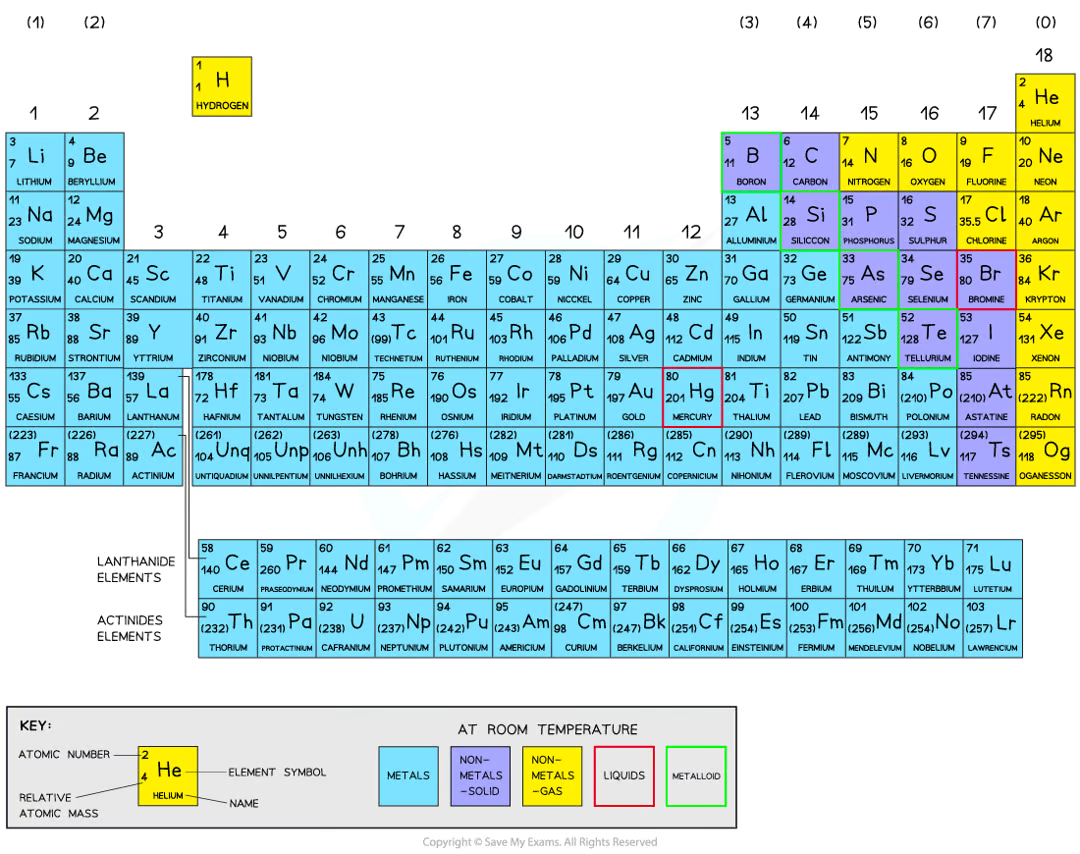 (1) (2) (3) (4) (5) (6) (7) (0)
1 H 1 HYDROGEN
18
2 He 4 HELIUM
1 2 13 14 15 16 17
3 Li 7 LITHIUM
4 Be 9 BERYLLIUM
5 B 11 BORON
6 C 12 CARBON
7 N 14 NITROGEN
8 O 16 OXYGEN
9 F 19 FLUORINE
10 Ne 20 NEON
11 Na 23 SODIUM
12 Mg 24 MAGNESIUM
13 Al 27 ALLUMINIUM
14 Si 28 SILICCON
15 P 31 PHOSPHORUS
16 S 32 SULPHUR
17 Cl 35.5 CHLORINE
18 Ar 40 ARGON
3 4 5 6 7 8 9 10 11 12
19 K 39 POTASSIUM
20 Ca 40 CALCIUM
21 Sc 45 SCANDIUM
22 Ti 48 TITANIUM
23 V 51 VANADIUM
24 Cr 52 CHROMIUM
25 Mn 55 MANGANESE
26 Fe 56 IRON
27 Co 59 COBALT
28 Ni 59 NICCKEL
29 Cu 64 COPPER
30 Zn 65 ZINC
31 Ga 70 GALLIUM
32 Ge 73 GERMANIUM
33 As 75 ARSENIC
34 Se 79 SELENIUM
35 Br 80 BROMINE
36 Kr 84 KRYPTON
37 Rb 85 RUBIDIUM
38 Sr 88 STRONTIUM
39 Y 89 YTTRIUM
40 Zr 91 ZIRCONIUM
41 Nb 93 NIOBIUM
42 Mo 96 NIOBIUM
43 Tc (99) TECHNETIUM
44 Ru 101 RUTHENIUM
45 Rh 103 RHODIUM
46 Pd 106 PALLADIUM
47 Ag 108 SILVER
48 Cd 112 CADMIUM
49 In 115 INDIUM
50 Sn 119 TIN
51 Sb 122 ANTIMONY
52 Te 128 TELLURIUM
53 I 127 IODINE
54 Xe 131 XENON
133 Cs 55 CAESIUM
137 Ba 56 BARIUM
139 La 57 LANTHANUM
178 Hf 72 HAFNIUM
181 Ta 73 TANTALUM
184 W 74 TUNGSTEN
75 Re 185 RHENIUM
76 Os 190 OSNIUM
77 Ir 192 IRIDIUM
78 Pt 195 PLATINUM
79 Au 197 GOLD
80 Hg 201 MERCURY
81 Ti 204 THALIUM
82 Pb 207 LEAD
83 Bi 209 BISMUTH
84 Po (210) POLONIUM
85 At (210) ASTATINE
85 Rn (222) RADON
(223) Fr 87 FRANCIUM
(226) Ra 88 RADIUM
(227) Ac 89 ACTINIUM
(261) Unq 104 UNTIQUADIUM
(262) Unp 105 UNNILPENTIUM
(263) Unh 106 UNNILHEXIUM
(278) Bh 107 BOHRIUM
(276) Hs 108 HASSIUM
(282) Mt 109 MEITNERIUM
(281) Ds 110 DARMSTADTIUM
(286) Rg 111 ROENTGENIUM
(285) Cn 112 COPERNICIUM
(290) Nh 113 NIHONIUM
(289) Fl 114 FLEROVIUM
(289) Mc 115 MOSCOVIUM
(293) Lv 116 LIVERMORIUM
(294) Ts 117 TENNESSINE
(295) Og 118 OGANESSON
LANTHANIDE
ELEMENTS
58 Ce 140 CERIUM
59 Pr 260 PRASEODYMIUM
60 Nd 144 NEODYMIUM
61 Pm 147 PROMETHIUM
62 Sm 150 SAMARIUM
63 Eu 152 EUROPIUM
64 Gd 157 GADOLINIUM
65 Tb 159 TERBIUM
66 Dy 162 DYSPROSIUM
67 Ho 165 HOLMIUM
68 Er 167 ERBIUM
69 Tm 169 THUILUM
70 Yb 173 YTTERBBIUM
71 Lu 175 LUTETIUM
ACTINIDES
ELEMENTS
90 Th (232) THORIUM
91 Pa (231) PROTACTINIUM
92 U (238) CAFRANIUM
93 Np (237) NEPTUNIUM
94 Pu (242) PLUTONIUM
95 Am (243) AMERICIUM
(247) Cm 98 CURIUM
97 Bk (247) BERKELIUM
98 Cf (251) CALIFORNIUM
99 Es (254) EINSTEINIUM
100 Fm (253) FERMIUM
101 Md (256) MENDELEVIUM
102 No (254) NOBELIUM
103 Lr (257) LAWRENCIUM
KEY:
AT ROOM TEMPERATURE
ATOMIC NUMBER
2 He 4 HELIUM
ELEMENT SYMBOL
RELATIVE
ATOMIC MASS
NAME
METALS
NON-
METALS
-SOLID
NON-
METALS
-GAS
LIQUIDS
METALLOID
Copyright © Save My Exams. All Rights Reserved